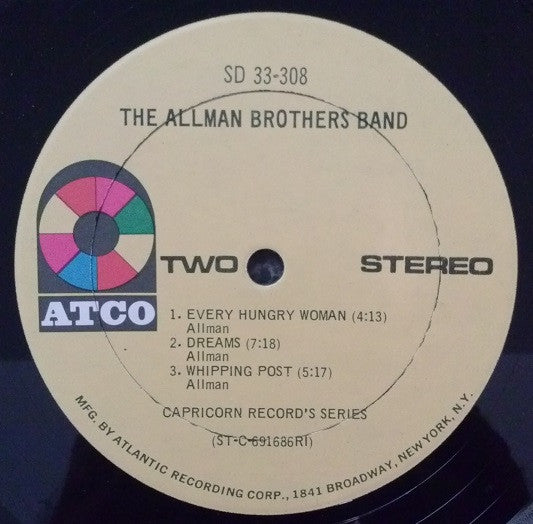 SD 33-308
THE ALLMAN BROTHERS BAND
ATCO
TWO
STEREO
1. EVERY HUNGRY WOMAN (4:13)
Allman
2. DREAMS (7:18)
Allman
3. WHIPPING POST (5:17)
Allman
CAPRICORN RECORD'S SERIES
(ST-C-691686RI)
MFG. BY ATLANTIC RECORDING CORP., 1841 BROADWAY, NEW YORK, N.Y.